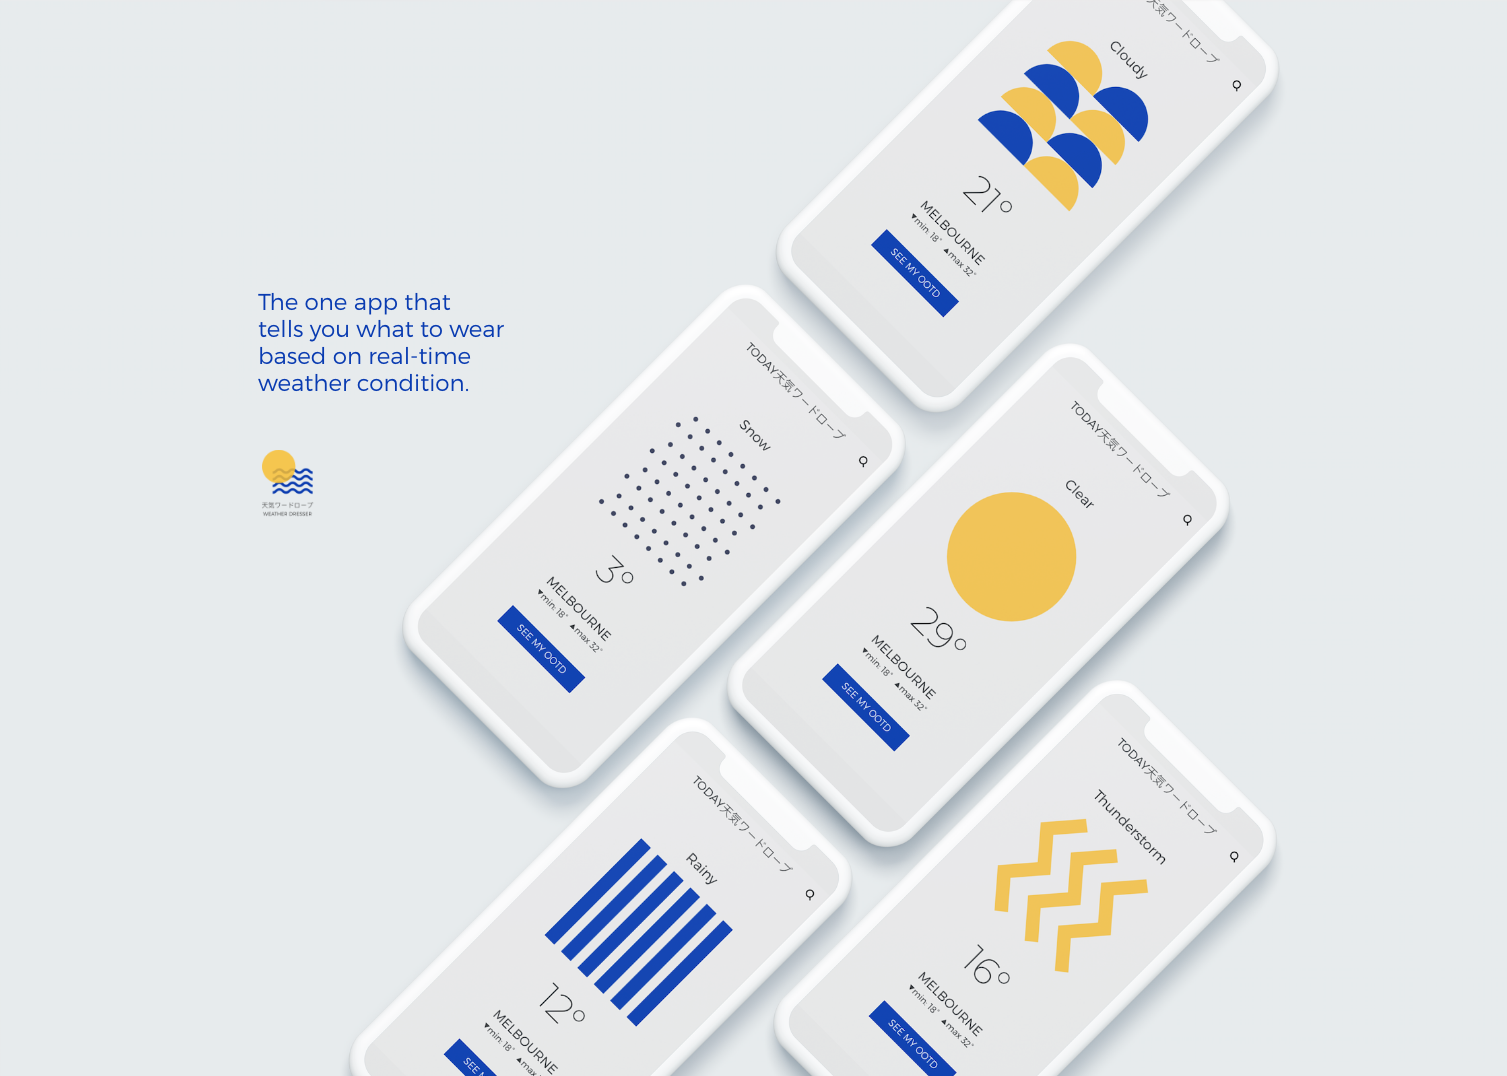 The one app that
tells you what to wear
based on real-time
weather condition.
天気ワードローブ
WEATHER DRESSER
天気ワードローブ
Cloudy
21°
MELBOURNE
▼min: 18° ▲max 32°
SEE MY OOTD
TODAY天気ワードローブ
Snow
3°
MELBOURNE
▼min: 18° ▲max 32°
SEE MY OOTD
TODAY天気ワードローブ
Clear
29°
MELBOURNE
▼min: 18° ▲max 32°
SEE MY OOTD
TODAY天気ワードローブ
Rainy
12°
MELBOURNE
▼min: 18° ▲max
SEE
TODAY天気ワードローブ
Thunderstorm
16°
MELBOURNE
▼min: 18° ▲max 32°
SEE MY OOTD